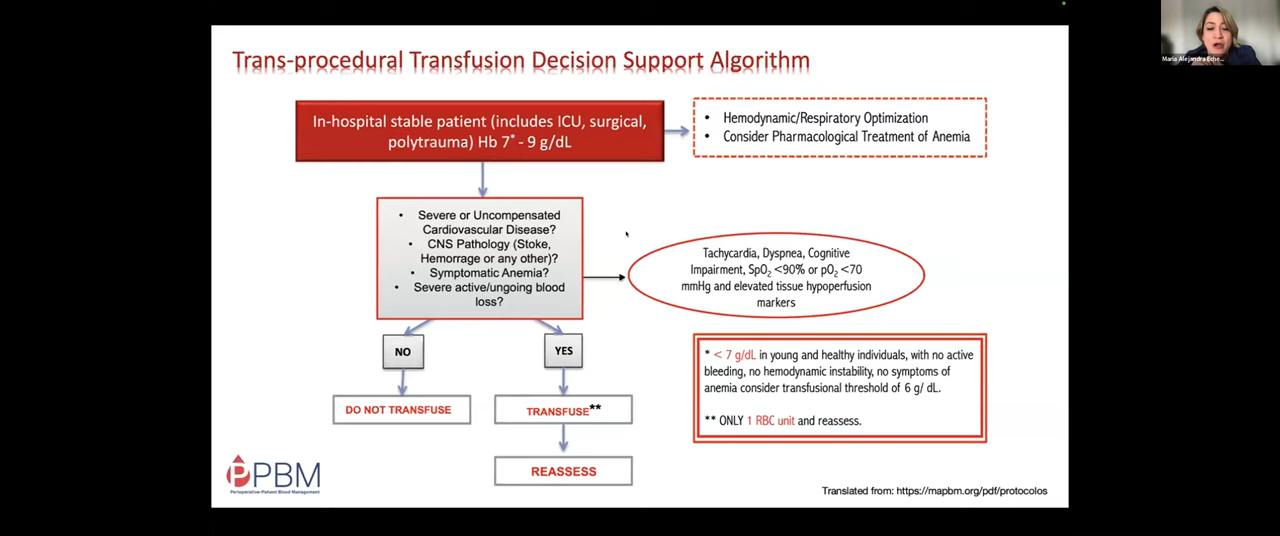 Trans-procedural Transfusion Decision Support Algorithm
In-hospital stable patient (includes ICU, surgical,
polytrauma) Hb 7* - 9 g/dL
• Hemodynamic/Respiratory Optimization
• Consider Pharmacological Treatment of Anemia
• Severe or Uncompensated
Cardiovascular Disease?
• CNS Pathology (Stoke,
Hemorrage or any other)?
• Symptomatic Anemia?
• Severe active/ungoing blood
loss?
Tachycardia, Dyspnea, Cognitive
Impairment, SpO₂ <90% or pO₂ <70
mmHg and elevated tissue hypoperfusion
markers
NO
YES
DO NOT TRANSFUSE
TRANSFUSE**
REASSESS
* < 7 g/dL in young and healthy individuals, with no active
bleeding, no hemodynamic instability, no symptoms of
anemia consider transfusional threshold of 6 g/ dL.
** ONLY 1 RBC unit and reassess.
PPBM
Perioperative-Patient Blood Management
Translated from: https://mapbm.org/pdf/protocolos
Maria Alejandra Eche...